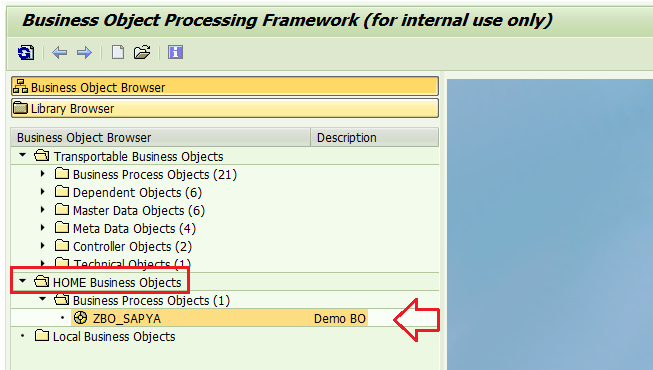 Business Object Processing Framework (for internal use only)
Business Object Browser
Library Browser
Business Object Browser Description
Transportable Business Objects
Business Process Objects (21)
Dependent Objects (6)
Master Data Objects (6)
Meta Data Objects (4)
Controller Objects (2)
Technical Objects (1)
HOME Business Objects
Business Process Objects (1)
ZBO_SAPYA Demo BO
Local Business Objects